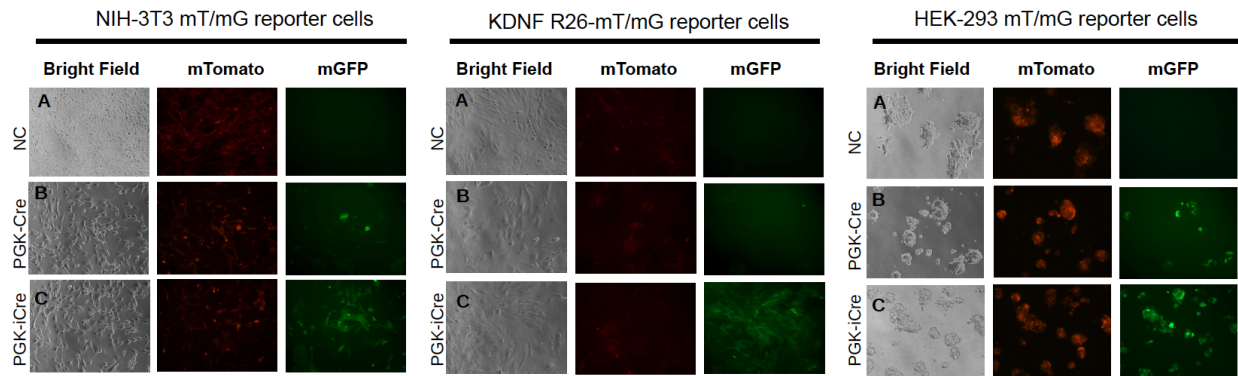 NIH-3T3 mT/mG reporter cells
Bright Field mTomato mGFP
NC
A
PGK-Cre
B
PGK-iCre
C
KDNF R26-mT/mG reporter cells
Bright Field mTomato mGFP
NC
A
PGK-Cre
B
PGK-iCre
C
HEK-293 mT/mG reporter cells
Bright Field mTomato mGFP
NC
A
PGK-Cre
B
PGK-iCre
C